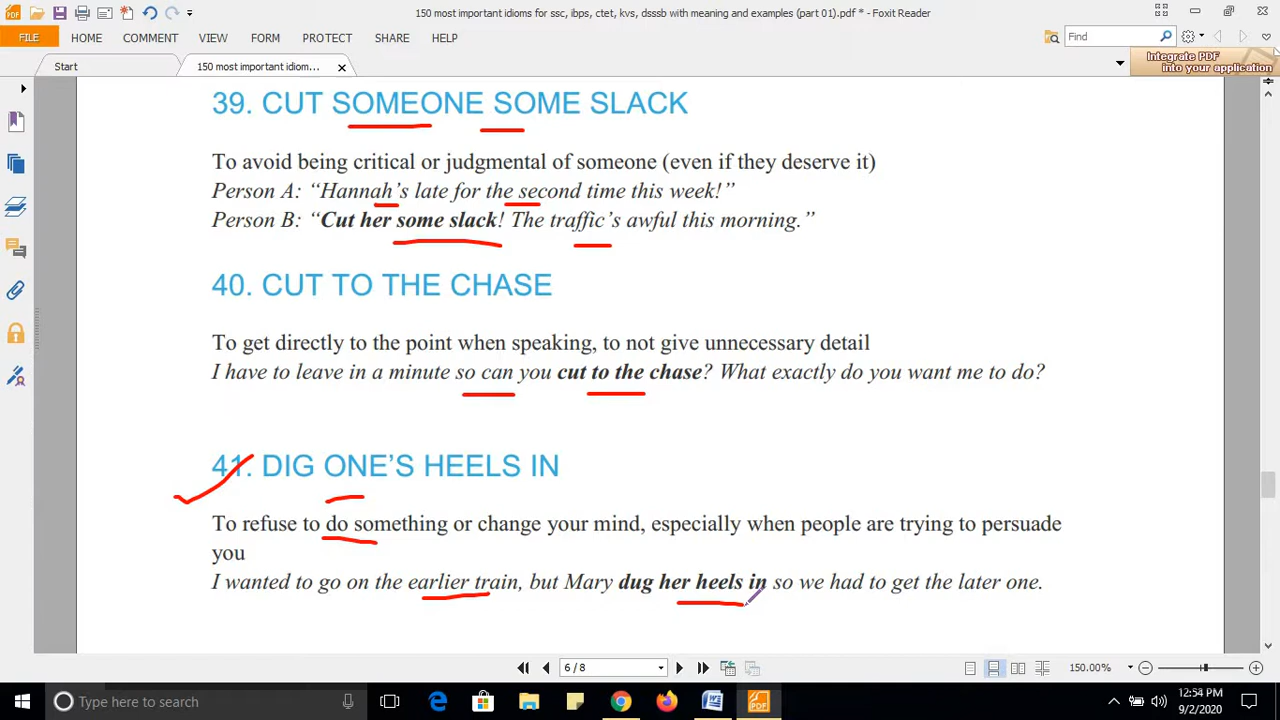 150 most important idioms for ssc, ibps, ctet, kvs, dsssb with meaning and examples (part 01).pdf * - Foxit Reader
FILE HOME COMMENT VIEW FORM PROTECT SHARE HELP
Find
Start
150 most important idiom...
Integrate PDF
into your application
39. CUT SOMEONE SOME SLACK
To avoid being critical or judgmental of someone (even if they deserve it)
Person A: “Hannah’s late for the second time this week!”
Person B: “Cut her some slack! The traffic’s awful this morning.”
40. CUT TO THE CHASE
To get directly to the point when speaking, to not give unnecessary detail
I have to leave in a minute so can you cut to the chase? What exactly do you want me to do?
41. DIG ONE’S HEELS IN
To refuse to do something or change your mind, especially when people are trying to persuade
you
I wanted to go on the earlier train, but Mary dug her heels in so we had to get the later one.
6 / 8
150.00%
Type here to search
PDF
12:54 PM
9/2/2020